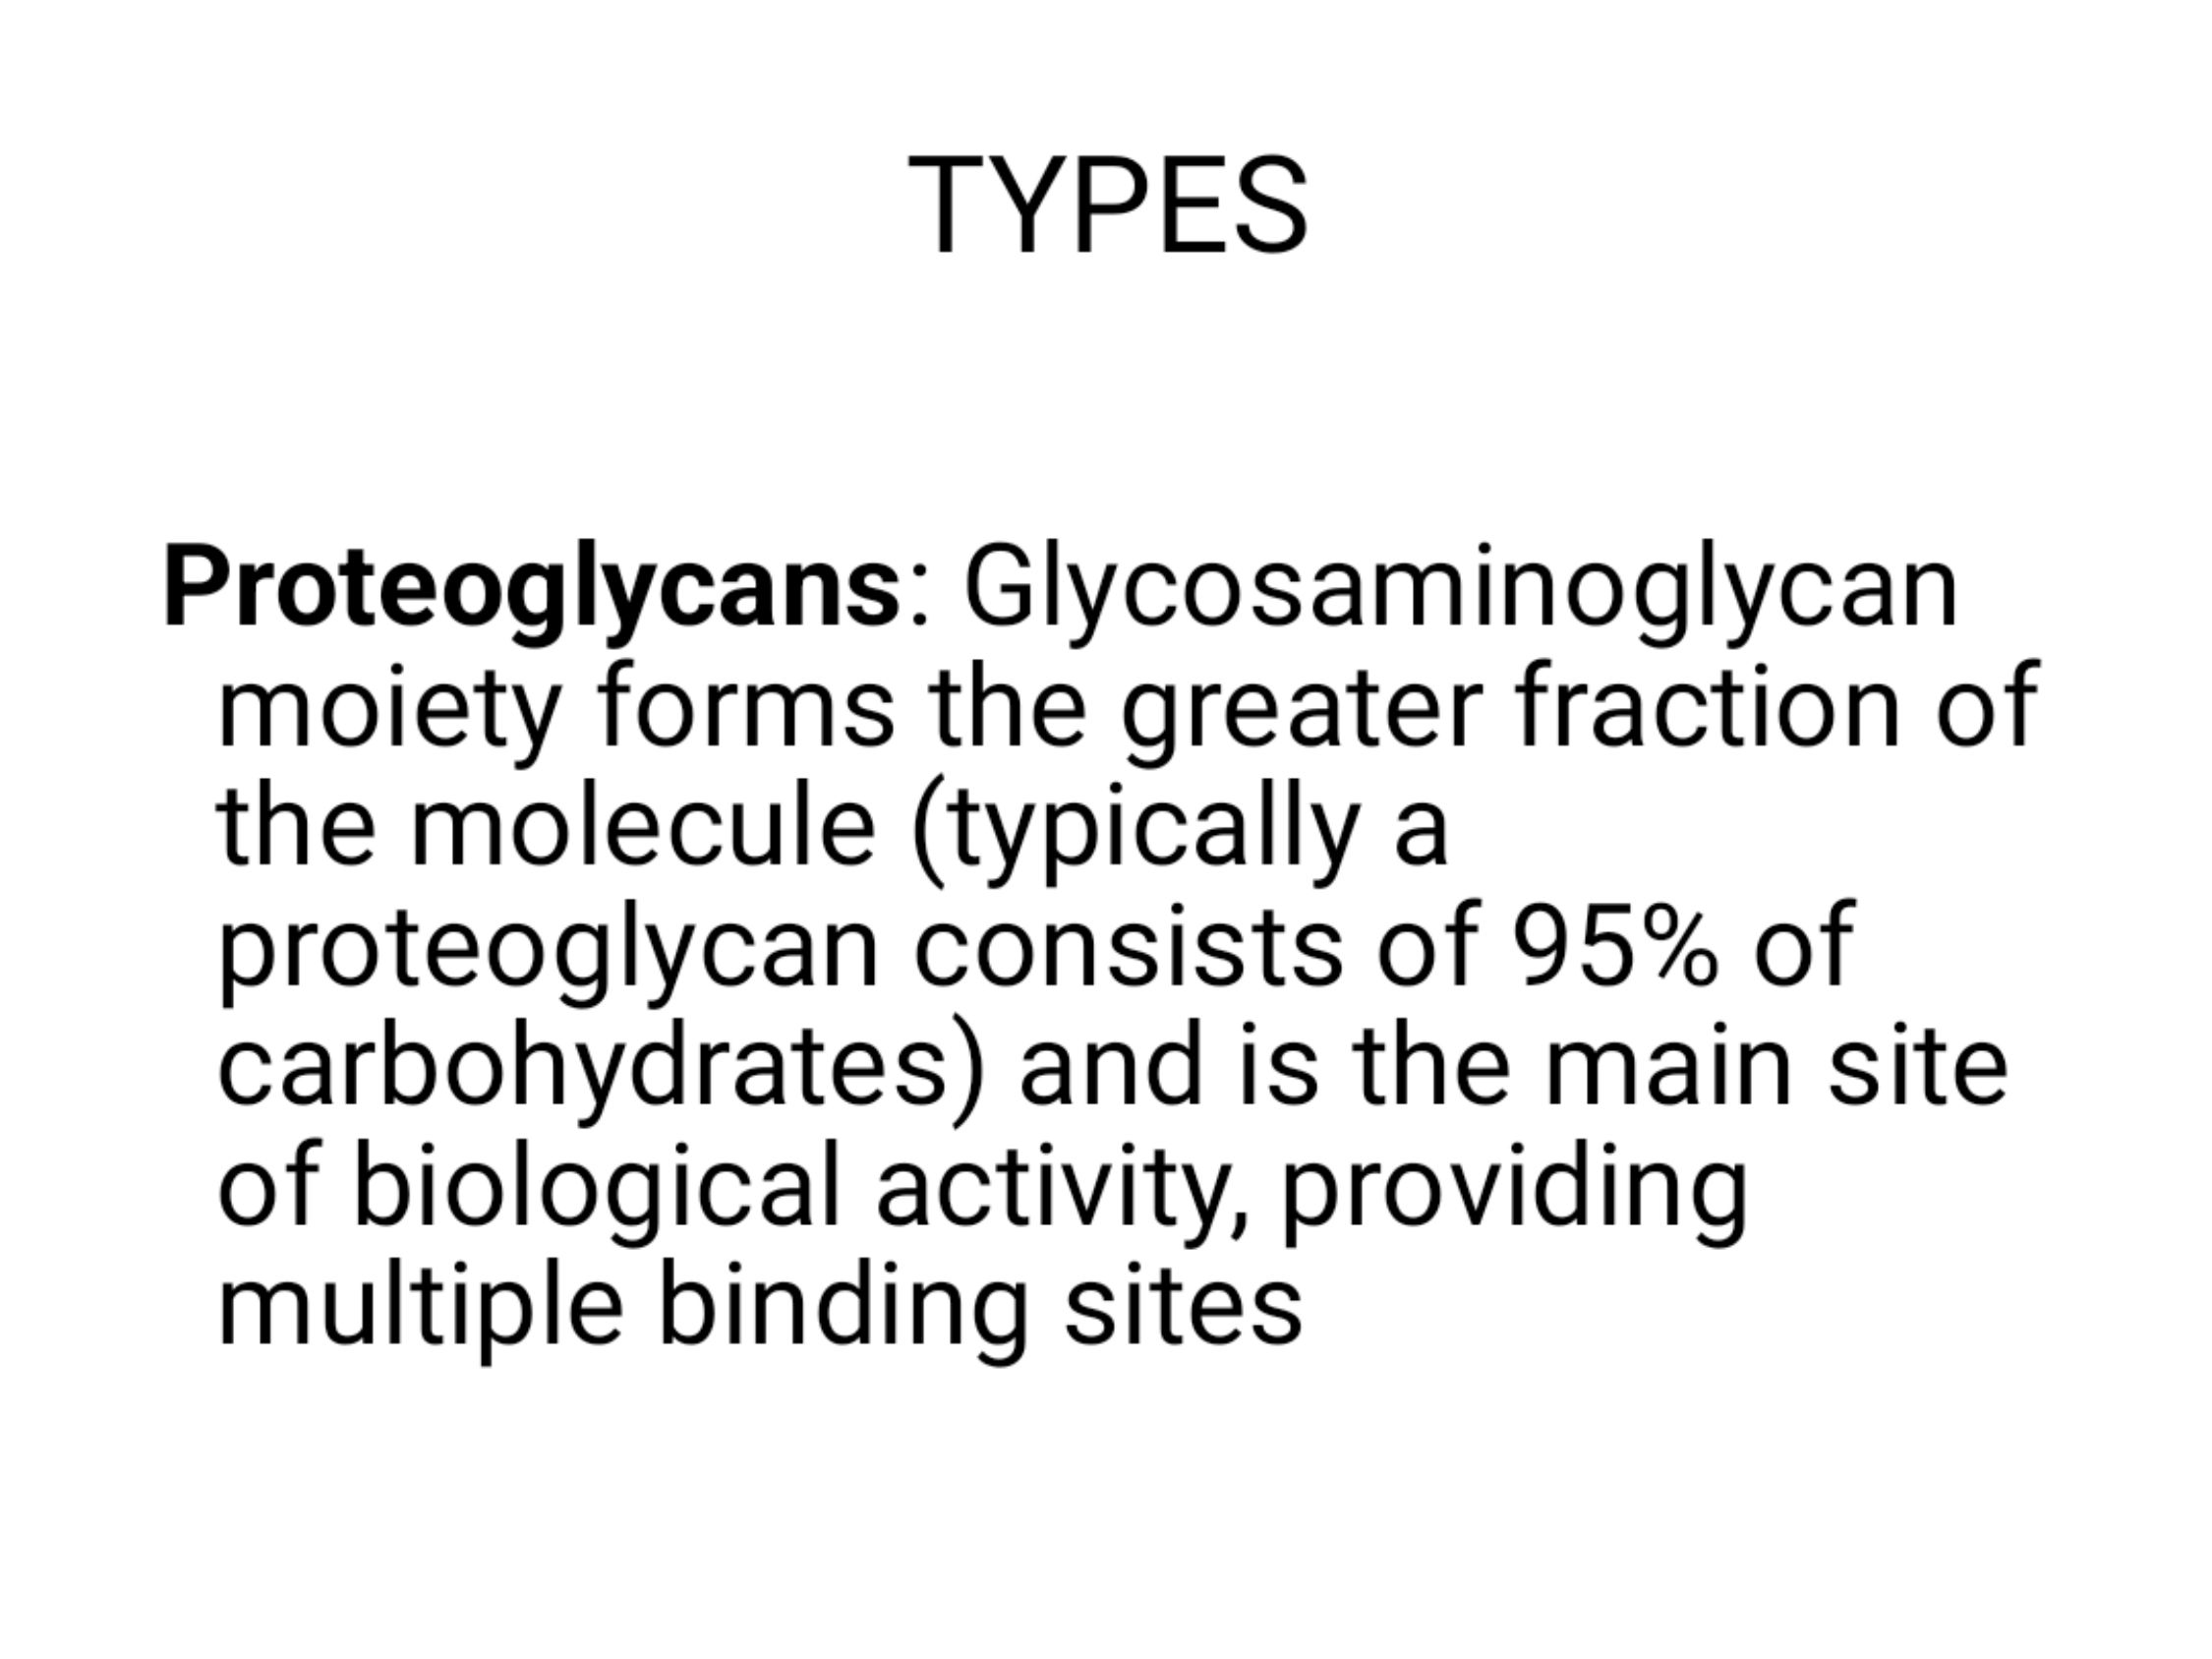 TYPES
Proteoglycans: Glycosaminoglycan
moiety forms the greater fraction of
the molecule (typically a
proteoglycan consists of 95% of
carbohydrates) and is the main site
of biological activity, providing
multiple binding sites